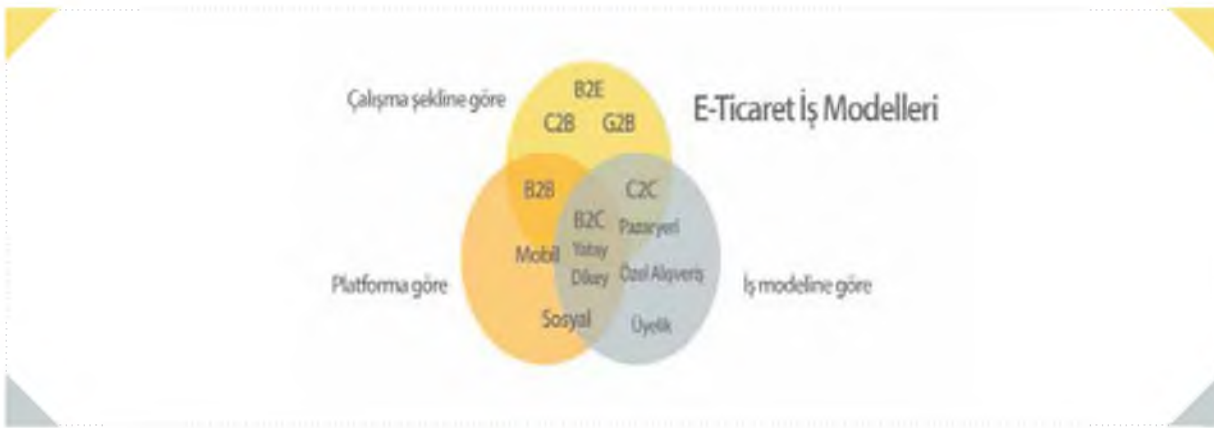 E-Ticaret İş Modelleri
Çalışma şekline göre
B2E
C2B G2B
B2B
C2C
B2C
Pazaryeri
Mobil
Yatay
Dikey
Özel Alışveriş
Platforma göre
İş modeline göre
Sosyal
Üyelik